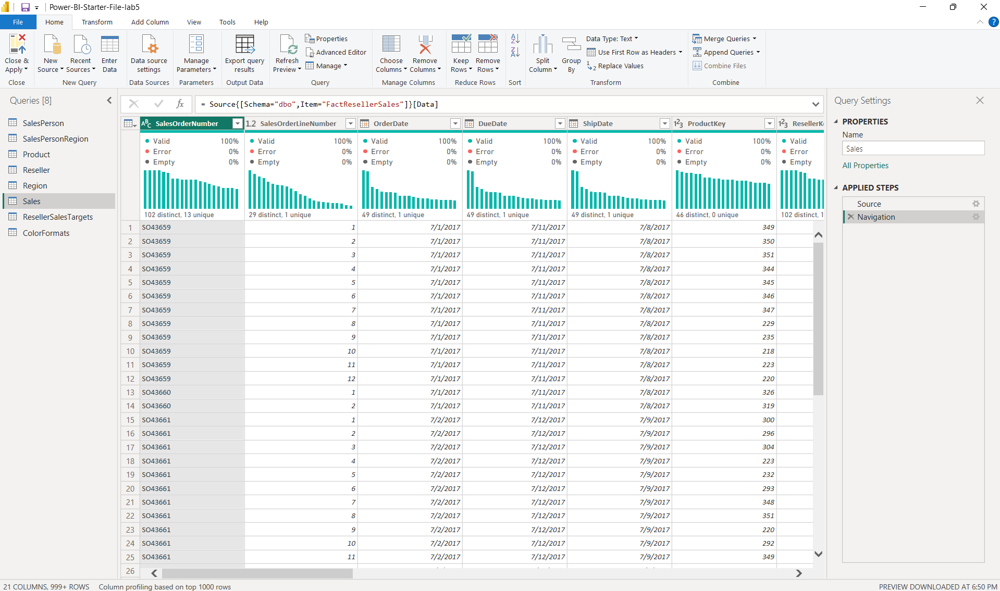 Power-BI-Starter-File-lab5
File Home Transform Add Column View Tools Help
Close & Apply
Close
New Source
Recent Sources
Enter Data
New Query
Data source settings
Data Sources
Manage Parameters
Parameters
Export query results
Output Data
Refresh Preview
Properties
Advanced Editor
Manage
Query
Choose Columns
Remove Columns
Manage Columns
Keep Rows
Remove Rows
Reduce Rows
Sort
Split Column
Group By
Data Type: Text
Use First Row as Headers
Replace Values
Transform
Merge Queries
Append Queries
Combine Files
Combine
Queries [8]
SalesPerson
SalesPersonRegion
Product
Reseller
Region
Sales
ResellerSalesTargets
ColorFormats
fx = Source{[Schema="dbo",Item="FactResellerSales"]}[Data]
SalesOrderNumber 1.2 SalesOrderLineNumber OrderDate DueDate ShipDate ProductKey ResellerKe
Valid 100% Valid 100% Valid 100% Valid 100% Valid 100% Valid 100% Valid
Error 0% Error 0% Error 0% Error 0% Error 0% Error 0% Error
Empty 0% Empty 0% Empty 0% Empty 0% Empty 0% Empty 0% Empty
102 distinct, 13 unique 29 distinct, 1 unique 49 distinct, 1 unique 49 distinct, 1 unique 49 distinct, 1 unique 46 distinct, 0 unique 102 distinct, 1
1 SO43659 1 7/1/2017 7/11/2017 7/8/2017 349
2 SO43659 2 7/1/2017 7/11/2017 7/8/2017 350
3 SO43659 3 7/1/2017 7/11/2017 7/8/2017 351
4 SO43659 4 7/1/2017 7/11/2017 7/8/2017 344
5 SO43659 5 7/1/2017 7/11/2017 7/8/2017 345
6 SO43659 6 7/1/2017 7/11/2017 7/8/2017 346
7 SO43659 7 7/1/2017 7/11/2017 7/8/2017 347
8 SO43659 8 7/1/2017 7/11/2017 7/8/2017 229
9 SO43659 9 7/1/2017 7/11/2017 7/8/2017 235
10 SO43659 10 7/1/2017 7/11/2017 7/8/2017 218
11 SO43659 11 7/1/2017 7/11/2017 7/8/2017 223
12 SO43659 12 7/1/2017 7/11/2017 7/8/2017 220
13 SO43660 1 7/1/2017 7/11/2017 7/8/2017 326
14 SO43660 2 7/1/2017 7/11/2017 7/8/2017 319
15 SO43661 1 7/2/2017 7/12/2017 7/9/2017 300
16 SO43661 2 7/2/2017 7/12/2017 7/9/2017 296
17 SO43661 3 7/2/2017 7/12/2017 7/9/2017 304
18 SO43661 4 7/2/2017 7/12/2017 7/9/2017 223
19 SO43661 5 7/2/2017 7/12/2017 7/9/2017 232
20 SO43661 6 7/2/2017 7/12/2017 7/9/2017 293
21 SO43661 7 7/2/2017 7/12/2017 7/9/2017 348
22 SO43661 8 7/2/2017 7/12/2017 7/9/2017 351
23 SO43661 9 7/2/2017 7/12/2017 7/9/2017 220
24 SO43661 10 7/2/2017 7/12/2017 7/9/2017 292
25 SO43661 11 7/2/2017 7/12/2017 7/9/2017 349
26
Query Settings
PROPERTIES
Name
Sales
All Properties
APPLIED STEPS
Source
Navigation
21 COLUMNS, 999+ ROWS Column profiling based on top 1000 rows PREVIEW DOWNLOADED AT 6:50 PM